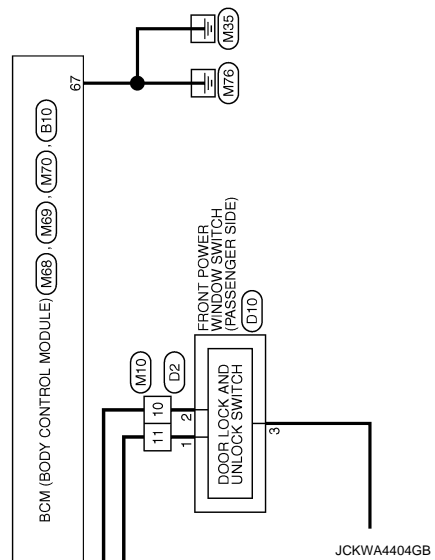 M35
67
M76
BCM (BODY CONTROL MODULE) M68 , M69 , M70 , B10
FRONT POWER
WINDOW SWITCH
(PASSENGER SIDE)
D10
M10
D2
11 10
1 2
DOOR LOCK AND
UNLOCK SWITCH
3
JCKWA4404GB